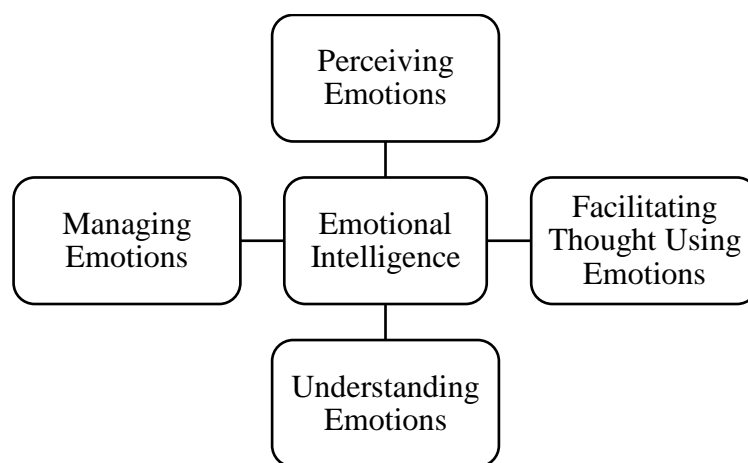 Perceiving
Emotions
Managing
Emotions
Emotional
Intelligence
Facilitating
Thought Using
Emotions
Understanding
Emotions